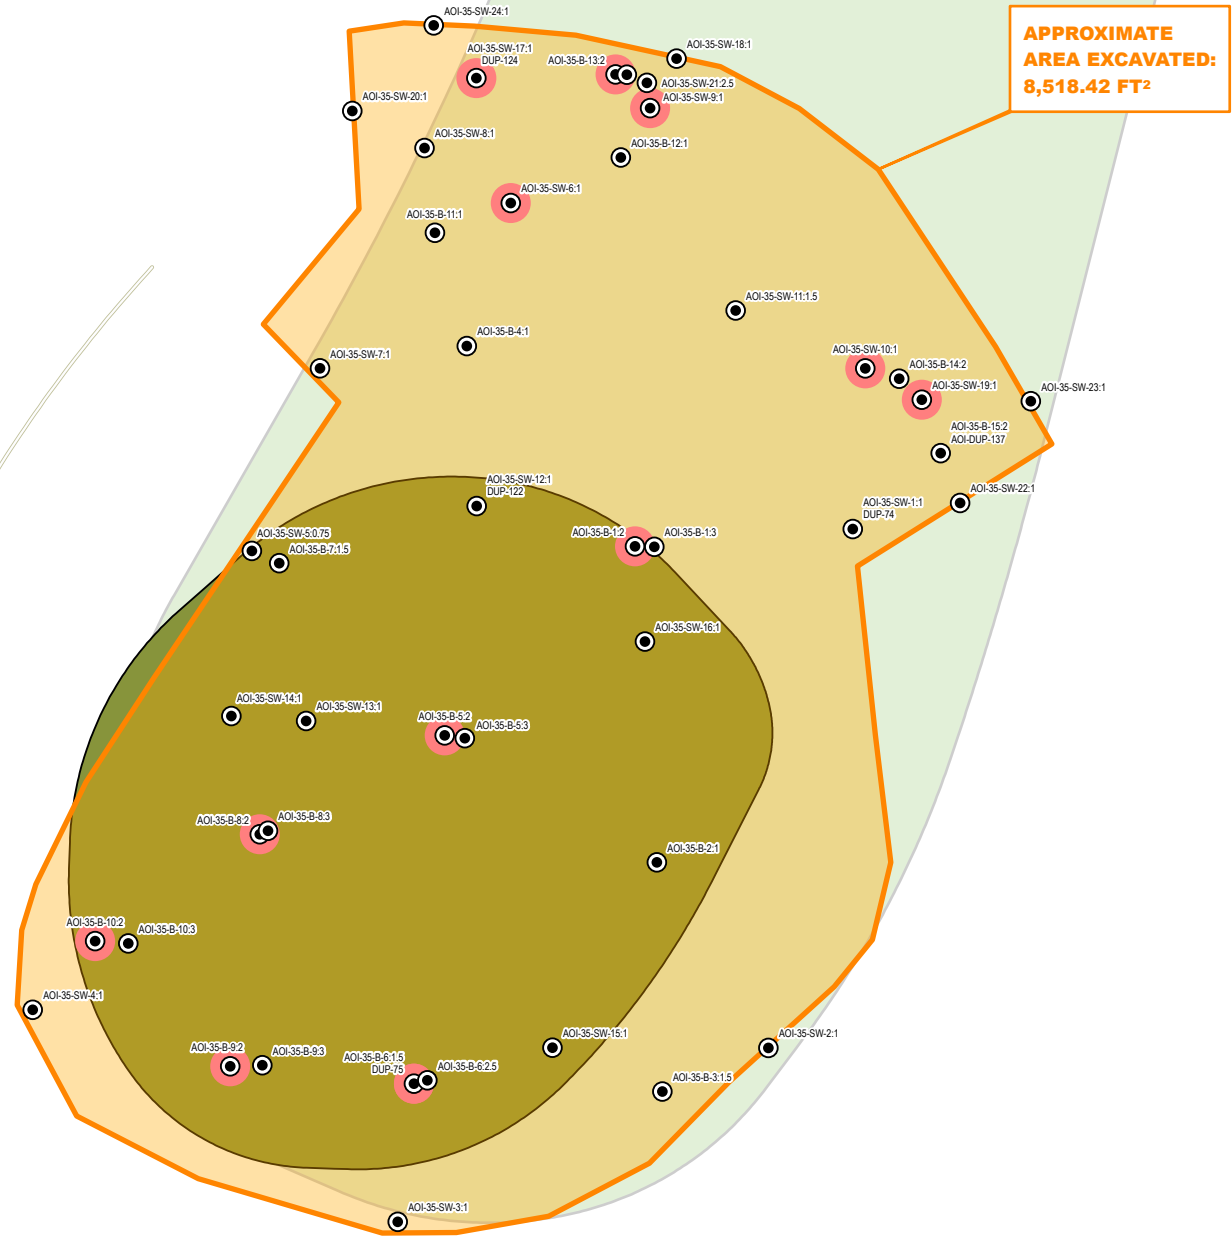 AOI-35-SW-24:1
APPROXIMATE
AREA EXCAVATED:
8,518.42 FT²
AOI-35-SW-17:1
DUP-124
AOI-35-B-13:2
AOI-35-SW-18:1
AOI-35-SW-21:2.5
AOI-35-SW-9:1
AOI-35-SW-20:1
AOI-35-SW-8:1
AOI-35-B-12:1
AOI-35-SW-6:1
AOI-35-B-11:1
AOI-35-SW-11:1.5
AOI-35-B-4:1
AOI-35-SW-7:1
AOI-35-SW-10:1
AOI-35-B-14:2
AOI-35-SW-19:1
AOI-35-SW-23:1
AOI-35-B-15:2
AOI-DUP-137
AOI-35-SW-12:1
DUP-122
AOI-35-SW-22:1
AOI-35-SW-1:1
DUP-74
AOI-35-SW-5:0.75
AOI-35-B-7:1.5
AOI-35-B-1:2
AOI-35-B-1:3
AOI-35-SW-16:1
AOI-35-SW-14:1
AOI-35-SW-13:1
AOI-35-B-5:2
AOI-35-B-5:3
AOI-35-B-8:2
AOI-35-B-8:3
AOI-35-B-2:1
AOI-35-B-10:2
AOI-35-B-10:3
AOI-35-SW-4:1
AOI-35-B-9:2
AOI-35-B-9:3
AOI-35-B-6:1.5
DUP-75
AOI-35-B-6:2.5
AOI-35-SW-15:1
AOI-35-SW-2:1
AOI-35-B-3:1.5
AOI-35-SW-3:1